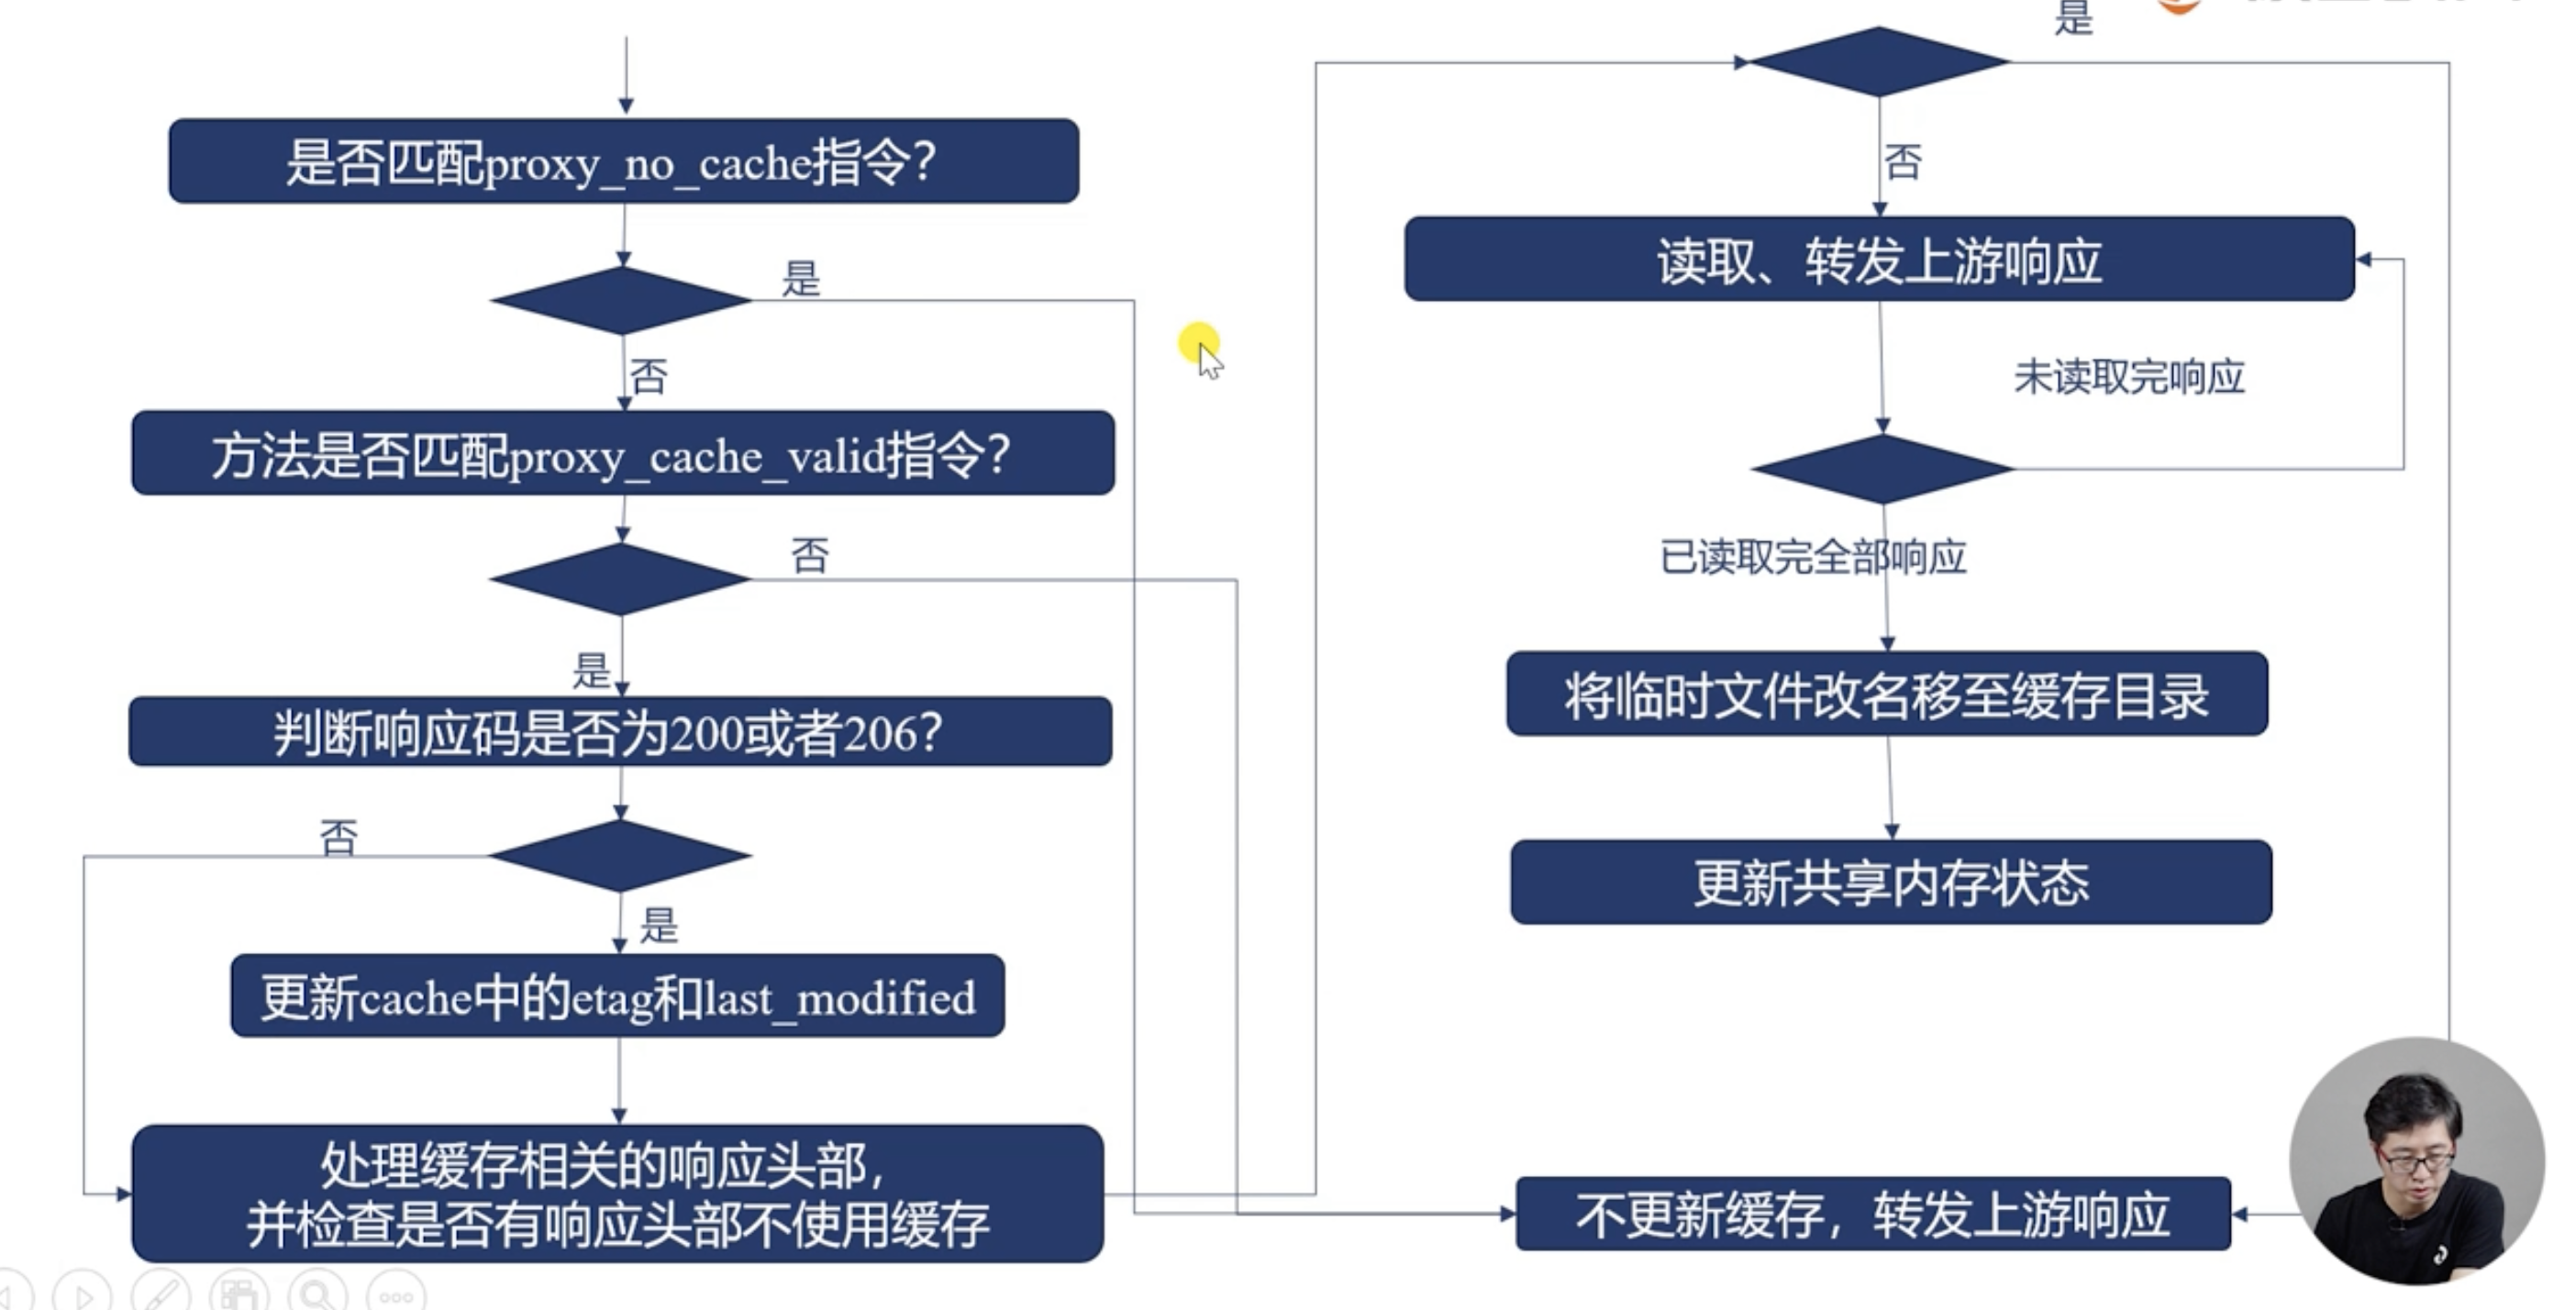 是否匹配proxy_no_cache指令？
是
否
方法是否匹配proxy_cache_valid指令？
否
是
判断响应码是否为200或者206？
否
是
更新cache中的etag和last_modified
处理缓存相关的响应头部，
并检查是否有响应头部不使用缓存
是
否
读取、转发上游响应
未读取完响应
已读取完全部响应
将临时文件改名移至缓存目录
更新共享内存状态
不更新缓存，转发上游响应